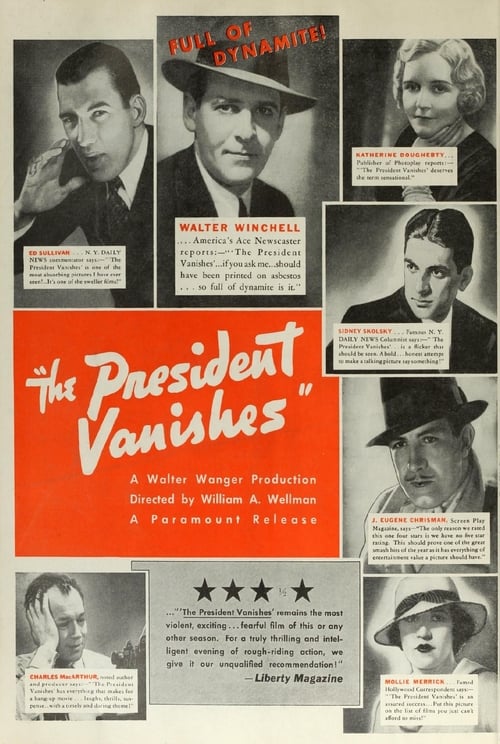 FULL OF
DYNAMITE!
KATHERINE DOUGHERTY...
Publisher of Photoplay reports:—
"'The President Vanishes' deserves
the term sensational."
WALTER WINCHELL
. . . . America's Ace Newscaster
reports:—"'The President
Vanishes'...if you ask me...should
have been printed on asbestos
. . . so full of dynamite is it."
ED SULLIVAN . . . N. Y. DAILY
NEWS commentator says:—"'The
President Vanishes' is one of the
most absorbing pictures I have ever
seen!..It's one of the sweller films!"
SIDNEY SKOLSKY . . . Famous N. Y.
DAILY NEWS Columnist says:—"'The
President Vanishes' . . is a flicker that
should be seen. A bold . . . honest attempt
to make a talking picture say something!"
"The President
Vanishes"
A Walter Wanger Production
Directed by William A. Wellman
A Paramount Release
J. EUGENE CHRISMAN, Screen Play
Magazine, says—"The only reason we rated
this one four stars is we have no five star
rating. This should prove one of the great
smash hits of the year as it has everything of
entertainment value a picture should have."
★ ★ ★ ½ ★
..."'The President Vanishes' remains the most
violent, exciting . . . fearful film of this or any
other season. For a truly thrilling and intel-
ligent evening of rough-riding action, we
give it our unqualified recommendation!"
— Liberty Magazine
CHARLES MacARTHUR, noted author
and producer says:—"'The President
Vanishes' has everything that makes for
a bang-up movie . . . laughs, thrills, sus-
pense...with a timely and daring theme!"
MOLLIE MERRICK . . . Famed
Hollywood Correspondent says:—
"'The President Vanishes' is an
assured success... Put this picture
on the list of films you just can't
afford to miss!"